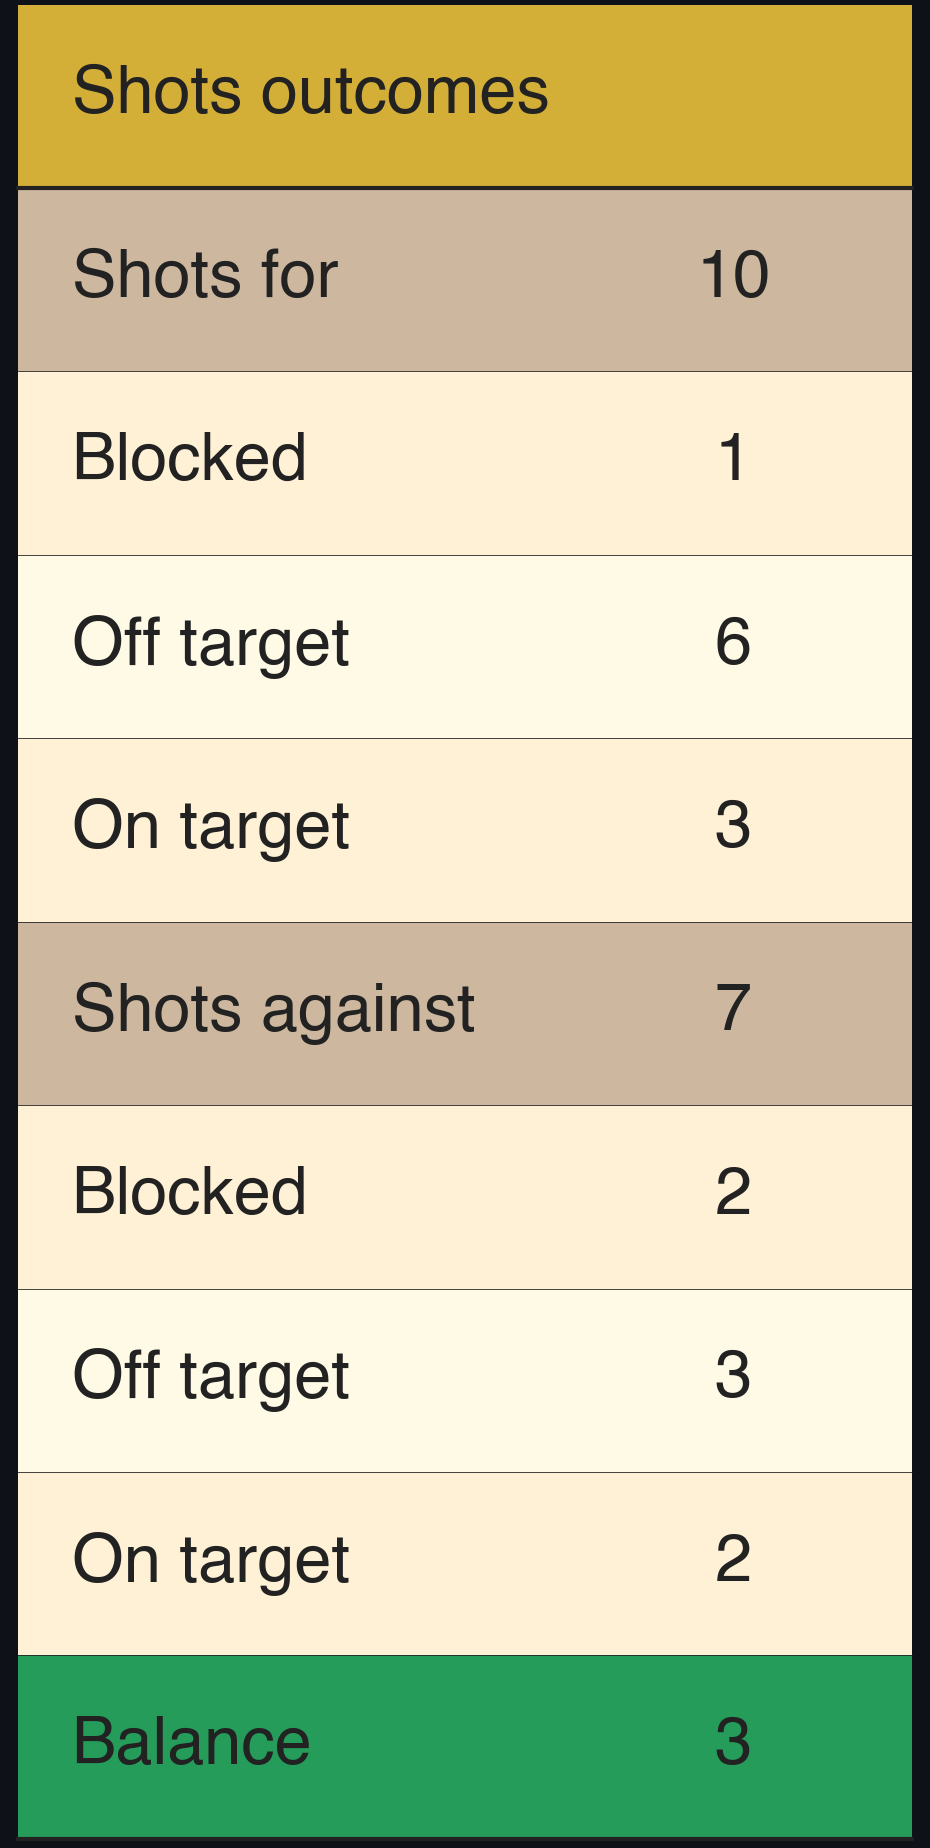 Shots outcomes
Shots for 10
Blocked 1
Off target 6
On target 3
Shots against 7
Blocked 2
Off target 3
On target 2
Balance 3